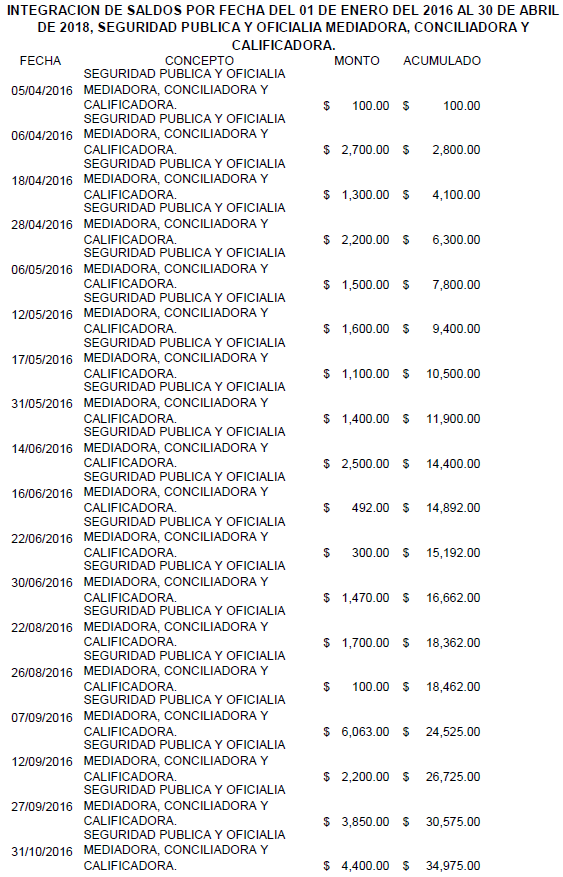 INTEGRACION DE SALDOS POR FECHA DEL 01 DE ENERO DEL 2016 AL 30 DE ABRIL
DE 2018, SEGURIDAD PUBLICA Y OFICIALIA MEDIADORA, CONCILIADORA Y
CALIFICADORA.
FECHA CONCEPTO MONTO ACUMULADO
SEGURIDAD PUBLICA Y OFICIALIA
05/04/2016 MEDIADORA, CONCILIADORA Y
CALIFICADORA. $ 100.00 $ 100.00
SEGURIDAD PUBLICA Y OFICIALIA
06/04/2016 MEDIADORA, CONCILIADORA Y
CALIFICADORA. $ 2,700.00 $ 2,800.00
SEGURIDAD PUBLICA Y OFICIALIA
18/04/2016 MEDIADORA, CONCILIADORA Y
CALIFICADORA. $ 1,300.00 $ 4,100.00
SEGURIDAD PUBLICA Y OFICIALIA
28/04/2016 MEDIADORA, CONCILIADORA Y
CALIFICADORA. $ 2,200.00 $ 6,300.00
SEGURIDAD PUBLICA Y OFICIALIA
06/05/2016 MEDIADORA, CONCILIADORA Y
CALIFICADORA. $ 1,500.00 $ 7,800.00
SEGURIDAD PUBLICA Y OFICIALIA
12/05/2016 MEDIADORA, CONCILIADORA Y
CALIFICADORA. $ 1,600.00 $ 9,400.00
SEGURIDAD PUBLICA Y OFICIALIA
17/05/2016 MEDIADORA, CONCILIADORA Y
CALIFICADORA. $ 1,100.00 $ 10,500.00
SEGURIDAD PUBLICA Y OFICIALIA
31/05/2016 MEDIADORA, CONCILIADORA Y
CALIFICADORA. $ 1,400.00 $ 11,900.00
SEGURIDAD PUBLICA Y OFICIALIA
14/06/2016 MEDIADORA, CONCILIADORA Y
CALIFICADORA. $ 2,500.00 $ 14,400.00
SEGURIDAD PUBLICA Y OFICIALIA
16/06/2016 MEDIADORA, CONCILIADORA Y
CALIFICADORA. $ 492.00 $ 14,892.00
SEGURIDAD PUBLICA Y OFICIALIA
22/06/2016 MEDIADORA, CONCILIADORA Y
CALIFICADORA. $ 300.00 $ 15,192.00
SEGURIDAD PUBLICA Y OFICIALIA
30/06/2016 MEDIADORA, CONCILIADORA Y
CALIFICADORA. $ 1,470.00 $ 16,662.00
SEGURIDAD PUBLICA Y OFICIALIA
22/08/2016 MEDIADORA, CONCILIADORA Y
CALIFICADORA. $ 1,700.00 $ 18,362.00
SEGURIDAD PUBLICA Y OFICIALIA
26/08/2016 MEDIADORA, CONCILIADORA Y
CALIFICADORA. $ 100.00 $ 18,462.00
SEGURIDAD PUBLICA Y OFICIALIA
07/09/2016 MEDIADORA, CONCILIADORA Y
CALIFICADORA. $ 6,063.00 $ 24,525.00
SEGURIDAD PUBLICA Y OFICIALIA
12/09/2016 MEDIADORA, CONCILIADORA Y
CALIFICADORA. $ 2,200.00 $ 26,725.00
SEGURIDAD PUBLICA Y OFICIALIA
27/09/2016 MEDIADORA, CONCILIADORA Y
CALIFICADORA. $ 3,850.00 $ 30,575.00
SEGURIDAD PUBLICA Y OFICIALIA
31/10/2016 MEDIADORA, CONCILIADORA Y
CALIFICADORA. $ 4,400.00 $ 34,975.00